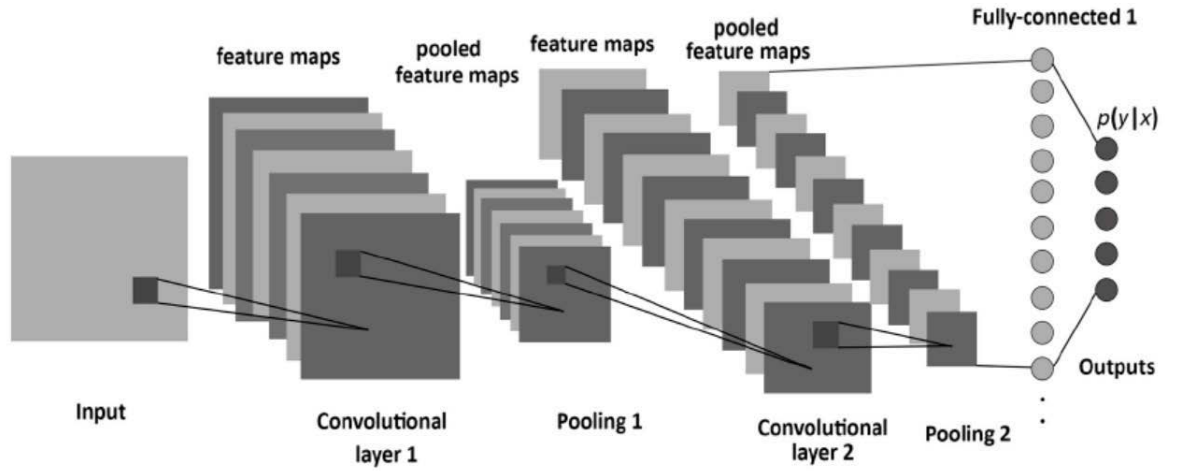 feature maps
pooled
feature maps
feature maps
pooled
feature maps
Fully-connected 1
p(y|x)
Input
Convolutional
layer 1
Pooling 1
Convolutional
layer 2
Pooling 2
Outputs